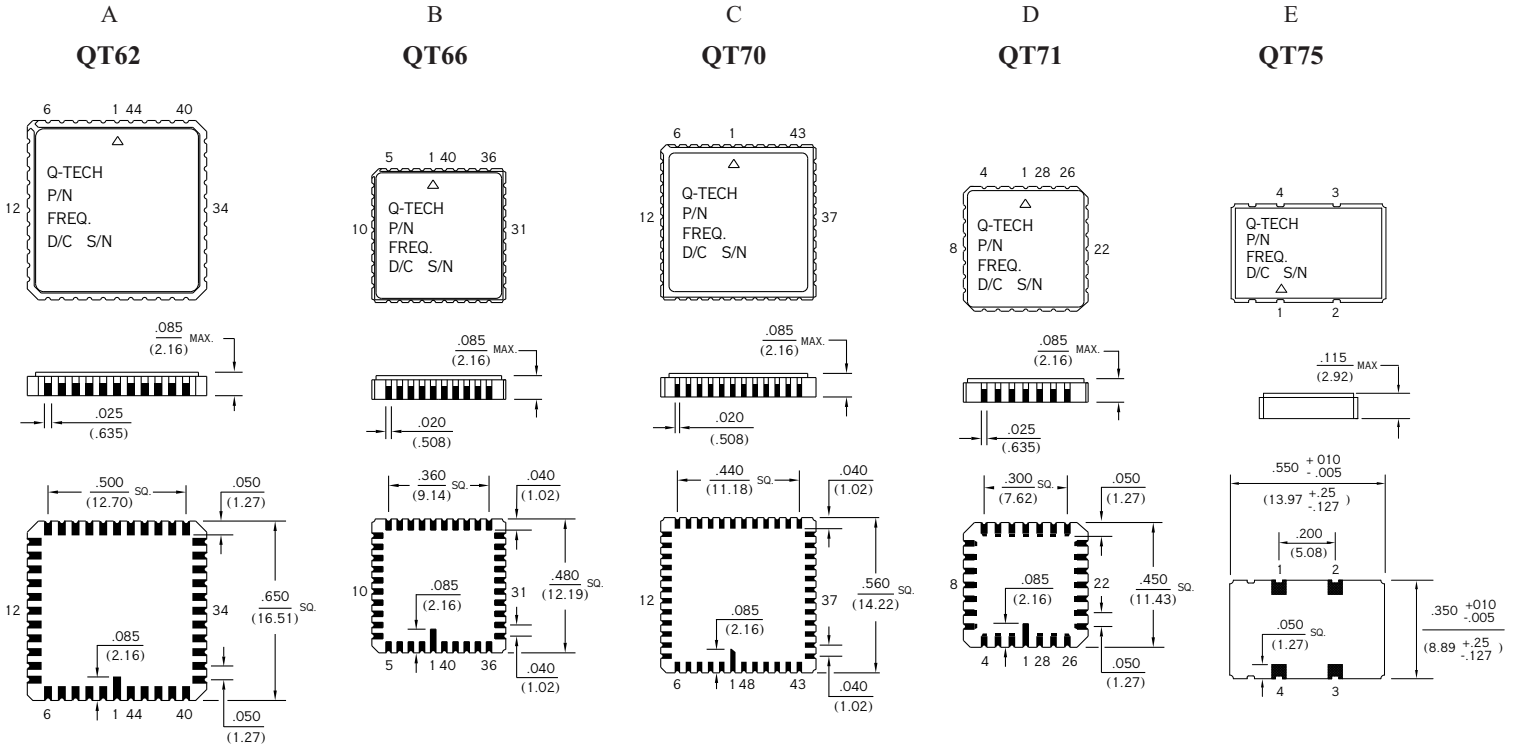 A
QT62
6 1 44 40
Q-TECH
P/N
FREQ.
D/C S/N
12
34
.085
(2.16)
MAX.
.025
(.635)
.500
(12.70)
SQ.
.050
(1.27)
12
34
.650
(16.51)
SQ.
.085
(2.16)
6 1 44 40
.050
(1.27)
B
QT66
5 1 40 36
Q-TECH
P/N
FREQ.
D/C S/N
10
31
.085
(2.16)
MAX.
.020
(.508)
.360
(9.14)
SQ.
.040
(1.02)
10
31
.480
(12.19)
SQ.
.085
(2.16)
5 1 40 36
.040
(1.02)
C
QT70
6 1 43
Q-TECH
P/N
FREQ.
D/C S/N
12
37
.085
(2.16)
MAX.
.020
(.508)
.440
(11.18)
SQ.
.040
(1.02)
12
37
.560
(14.22)
SQ.
.085
(2.16)
6 1 48 43
.040
(1.02)
D
QT71
4 1 28 26
Q-TECH
P/N
FREQ.
D/C S/N
8
22
.085
(2.16)
MAX.
.025
(.635)
.300
(7.62)
SQ.
.050
(1.27)
8
22
.450
(11.43)
SQ.
.085
(2.16)
4 1 28 26
.050
(1.27)
E
QT75
4 3
Q-TECH
P/N
FREQ.
D/C S/N
1 2
.115
(2.92)
MAX
.550 +010 -.005
(13.97 +.25 -.127 )
.200
(5.08)
1 2
.050
(1.27)
SQ.
.350 +010 -.005
(8.89 +.25 -.127 )
4 3